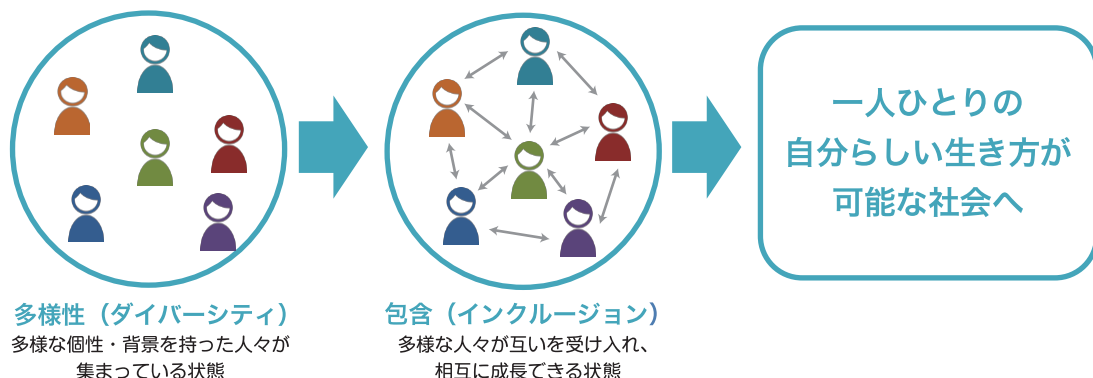 多様性（ダイバーシティ）
多様な個性・背景を持った人々が
集まっている状態
包含（インクルージョン）
多様な人々が互いを受け入れ、
相互に成長できる状態
一人ひとりの
自分らしい生き方が
可能な社会へ